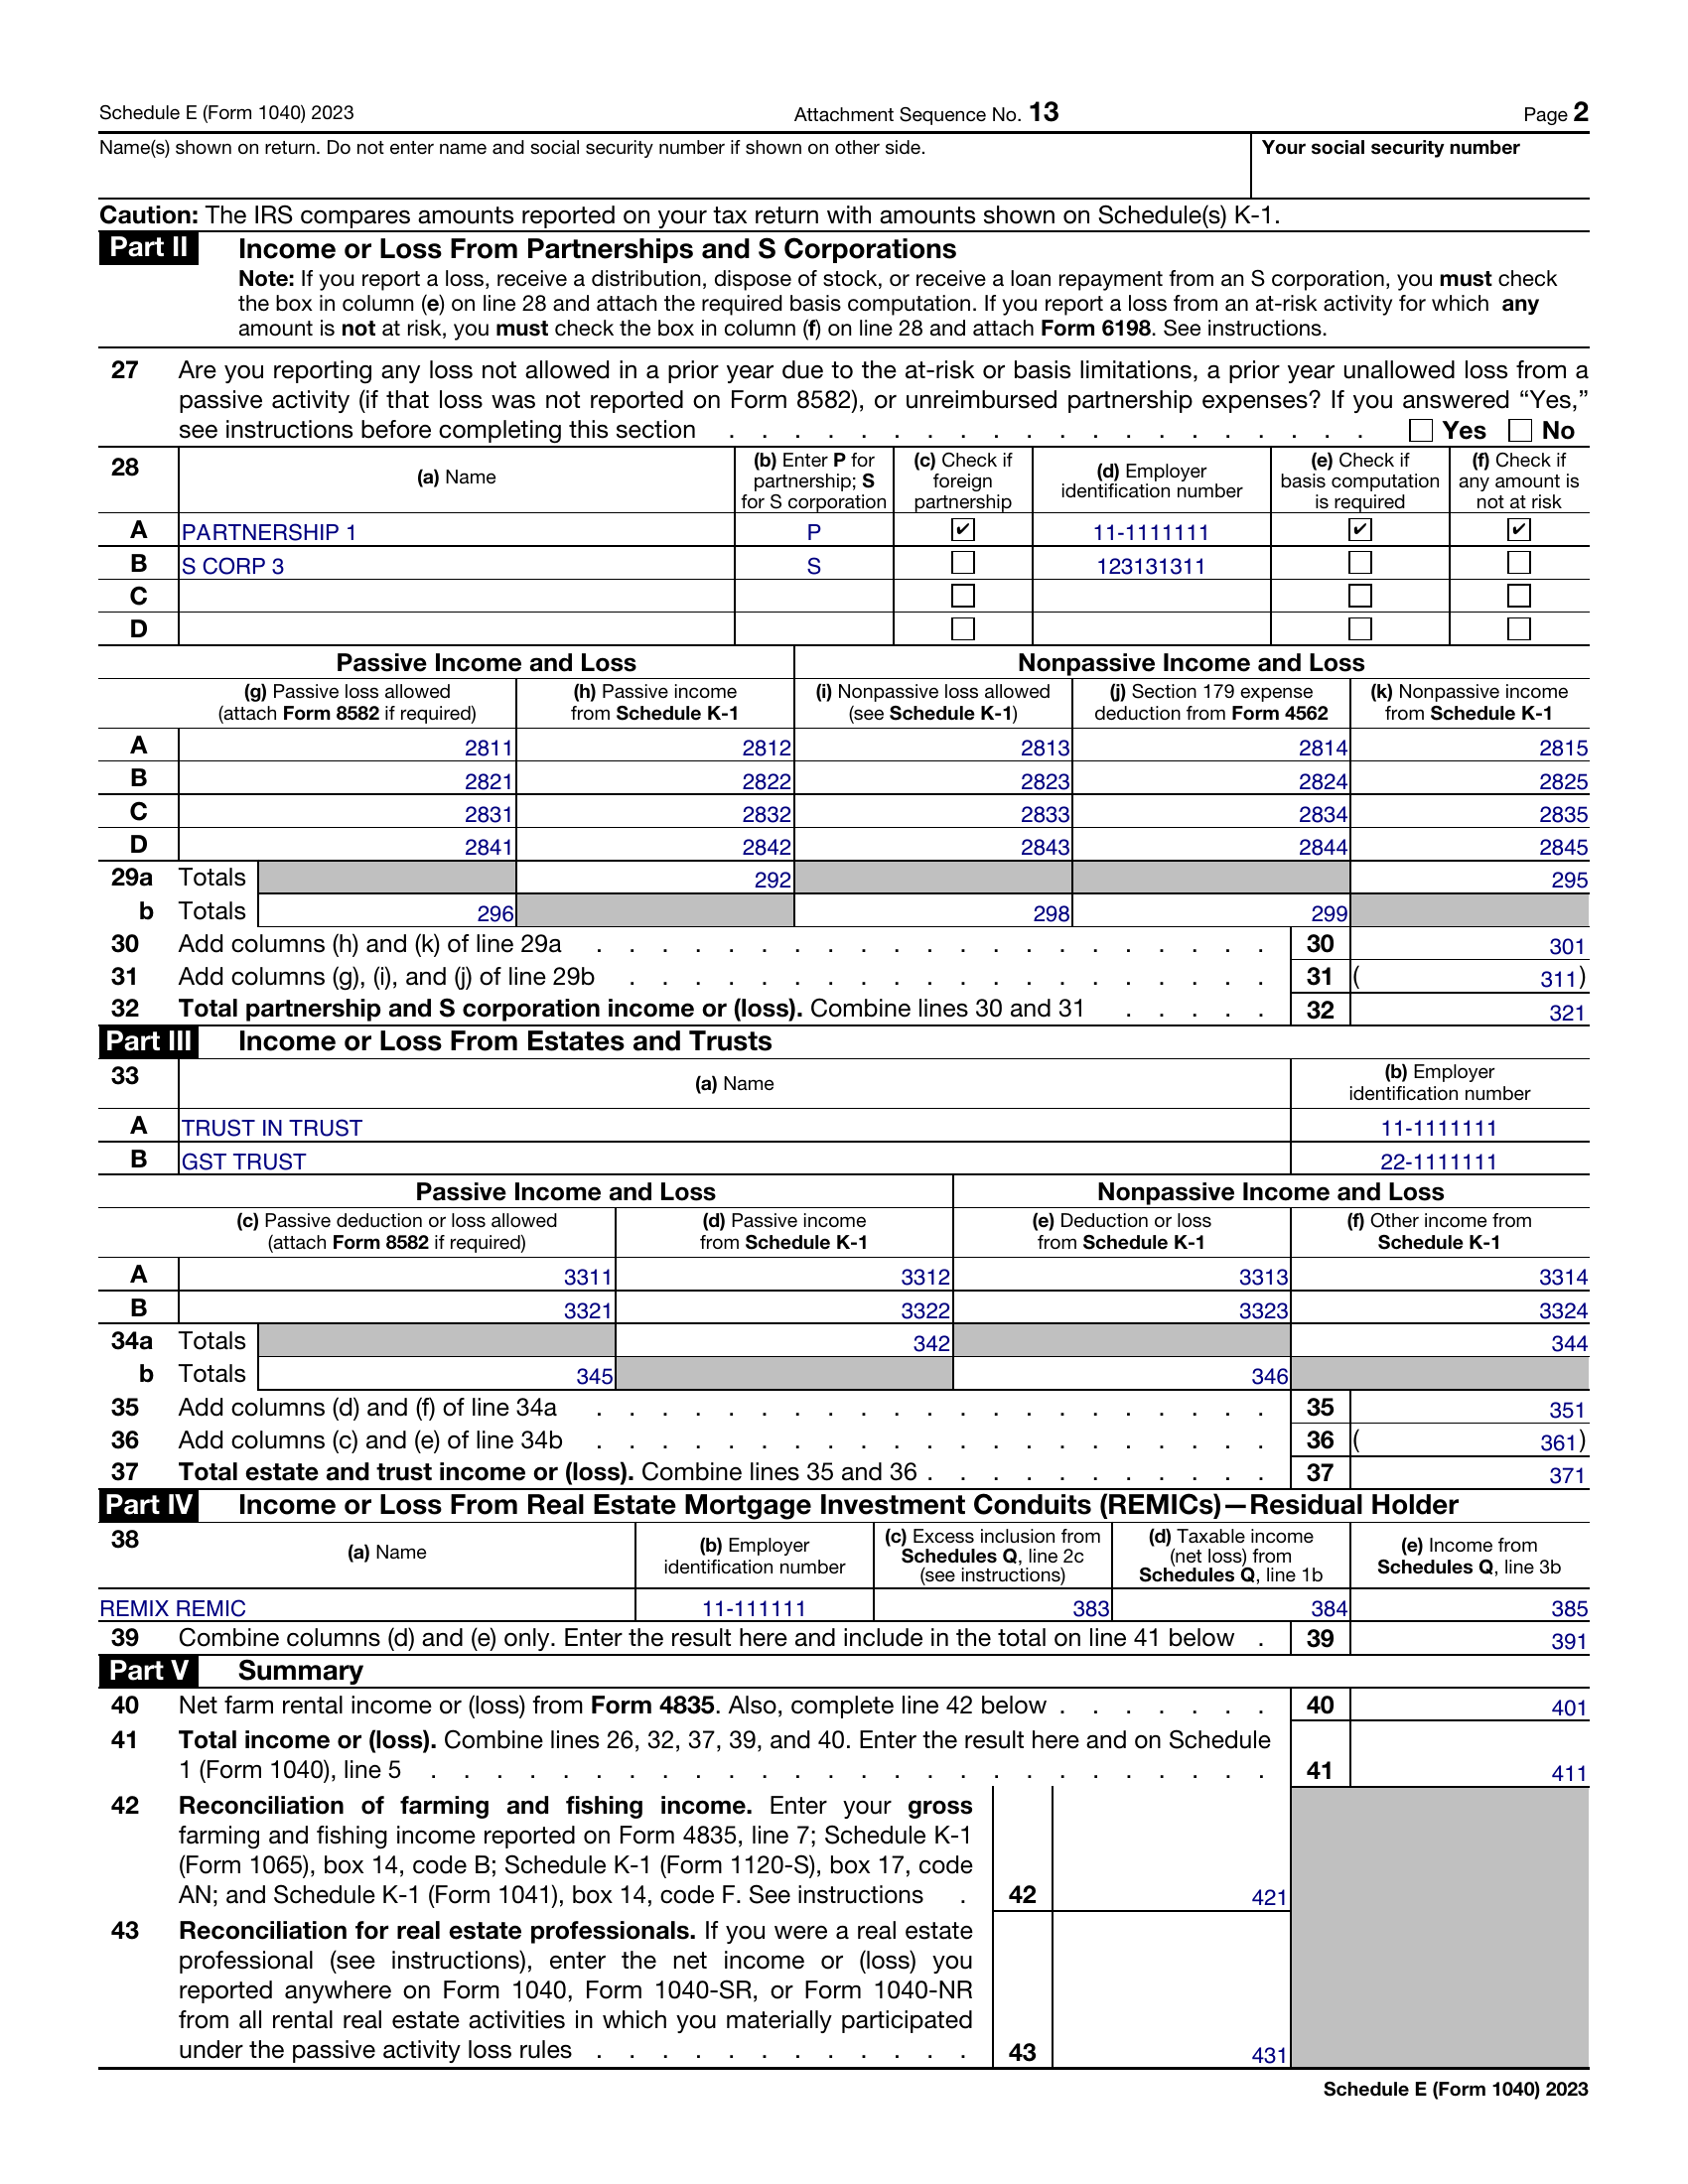 Schedule E (Form 1040) 2023 Attachment Sequence No. 13 Page 2
Name(s) shown on return. Do not enter name and social security number if shown on other side. Your social security number
Caution: The IRS compares amounts reported on your tax return with amounts shown on Schedule(s) K-1.
Part II Income or Loss From Partnerships and S Corporations
Note: If you report a loss, receive a distribution, dispose of stock, or receive a loan repayment from an S corporation, you must check
the box in column (e) on line 28 and attach the required basis computation. If you report a loss from an at-risk activity for which any
amount is not at risk, you must check the box in column (f) on line 28 and attach Form 6198. See instructions.
27 Are you reporting any loss not allowed in a prior year due to the at-risk or basis limitations, a prior year unallowed loss from a
passive activity (if that loss was not reported on Form 8582), or unreimbursed partnership expenses? If you answered “Yes,”
see instructions before completing this section . . . . . . . . . . . . . . . . . . . . Yes No
28 (a) Name (b) Enter P for partnership; S for S corporation (c) Check if foreign partnership (d) Employer identification number (e) Check if basis computation is required (f) Check if any amount is not at risk
A PARTNERSHIP 1 P ✔ 11-1111111 ✔ ✔
B S CORP 3 S 123131311
C
D
Passive Income and Loss Nonpassive Income and Loss
(g) Passive loss allowed (attach Form 8582 if required) (h) Passive income from Schedule K-1 (i) Nonpassive loss allowed (see Schedule K-1) (j) Section 179 expense deduction from Form 4562 (k) Nonpassive income from Schedule K-1
A 2811 2812 2813 2814 2815
B 2821 2822 2823 2824 2825
C 2831 2832 2833 2834 2835
D 2841 2842 2843 2844 2845
29a Totals 292 295
b Totals 296 298 299
30 Add columns (h) and (k) of line 29a . . . . . . . . . . . . . . . . . . . . . 30 301
31 Add columns (g), (i), and (j) of line 29b . . . . . . . . . . . . . . . . . . . . 31 ( 311)
32 Total partnership and S corporation income or (loss). Combine lines 30 and 31 . . . . . 32 321
Part III Income or Loss From Estates and Trusts
33 (a) Name (b) Employer identification number
A TRUST IN TRUST 11-1111111
B GST TRUST 22-1111111
Passive Income and Loss Nonpassive Income and Loss
(c) Passive deduction or loss allowed (attach Form 8582 if required) (d) Passive income from Schedule K-1 (e) Deduction or loss from Schedule K-1 (f) Other income from Schedule K-1
A 3311 3312 3313 3314
B 3321 3322 3323 3324
34a Totals 342 344
b Totals 345 346
35 Add columns (d) and (f) of line 34a . . . . . . . . . . . . . . . . . . . . . 35 351
36 Add columns (c) and (e) of line 34b . . . . . . . . . . . . . . . . . . . . . 36 ( 361)
37 Total estate and trust income or (loss). Combine lines 35 and 36 . . . . . . . . . . . 37 371
Part IV Income or Loss From Real Estate Mortgage Investment Conduits (REMICs)—Residual Holder
38 (a) Name (b) Employer identification number (c) Excess inclusion from Schedules Q, line 2c (see instructions) (d) Taxable income (net loss) from Schedules Q, line 1b (e) Income from Schedules Q, line 3b
REMIX REMIC 11-111111 383 384 385
39 Combine columns (d) and (e) only. Enter the result here and include in the total on line 41 below . 39 391
Part V Summary
40 Net farm rental income or (loss) from Form 4835. Also, complete line 42 below . . . . . . . 40 401
41 Total income or (loss). Combine lines 26, 32, 37, 39, and 40. Enter the result here and on Schedule
1 (Form 1040), line 5 . . . . . . . . . . . . . . . . . . . . . . . . . . 41 411
42 Reconciliation of farming and fishing income. Enter your gross
farming and fishing income reported on Form 4835, line 7; Schedule K-1
(Form 1065), box 14, code B; Schedule K-1 (Form 1120-S), box 17, code
AN; and Schedule K-1 (Form 1041), box 14, code F. See instructions . 42 421
43 Reconciliation for real estate professionals. If you were a real estate
professional (see instructions), enter the net income or (loss) you
reported anywhere on Form 1040, Form 1040-SR, or Form 1040-NR
from all rental real estate activities in which you materially participated
under the passive activity loss rules . . . . . . . . . . . . 43 431
Schedule E (Form 1040) 2023